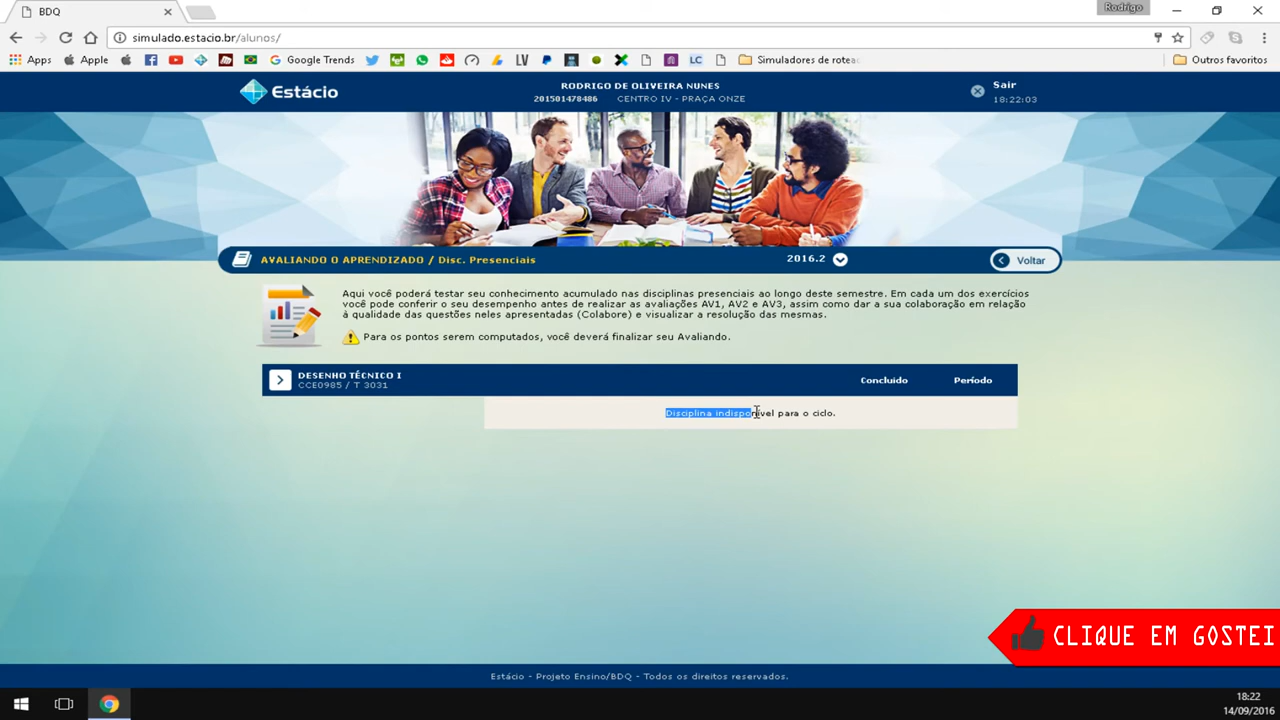 BDQ
Rodrigo
simulado.estacio.br/alunos/
Apps
Apple
Google Trends
LV
LC
Simuladores de rotea
Outros favoritos
Estácio
RODRIGO DE OLIVEIRA NUNES
201501478486 CENTRO IV - PRAÇA ONZE
Sair
18:22:03
AVALIANDO O APRENDIZADO / Disc. Presenciais
2016.2
Voltar
Aqui você poderá testar seu conhecimento acumulado nas disciplinas presenciais ao longo deste semestre. Em cada um dos exercícios
você pode conferir o seu desempenho antes de realizar as avaliações AV1, AV2 e AV3, assim como dar a sua colaboração em relação
à qualidade das questões neles apresentadas (Colabore) e visualizar a resolução das mesmas.
Para os pontos serem computados, você deverá finalizar seu Avaliando.
DESENHO TÉCNICO I
CCE0985 / T 3031
Concluido
Período
Disciplina indisponível para o ciclo.
CLIQUE EM GOSTEI
Estácio - Projeto Ensino/BDQ - Todos os direitos reservados.
18:22
14/09/2016